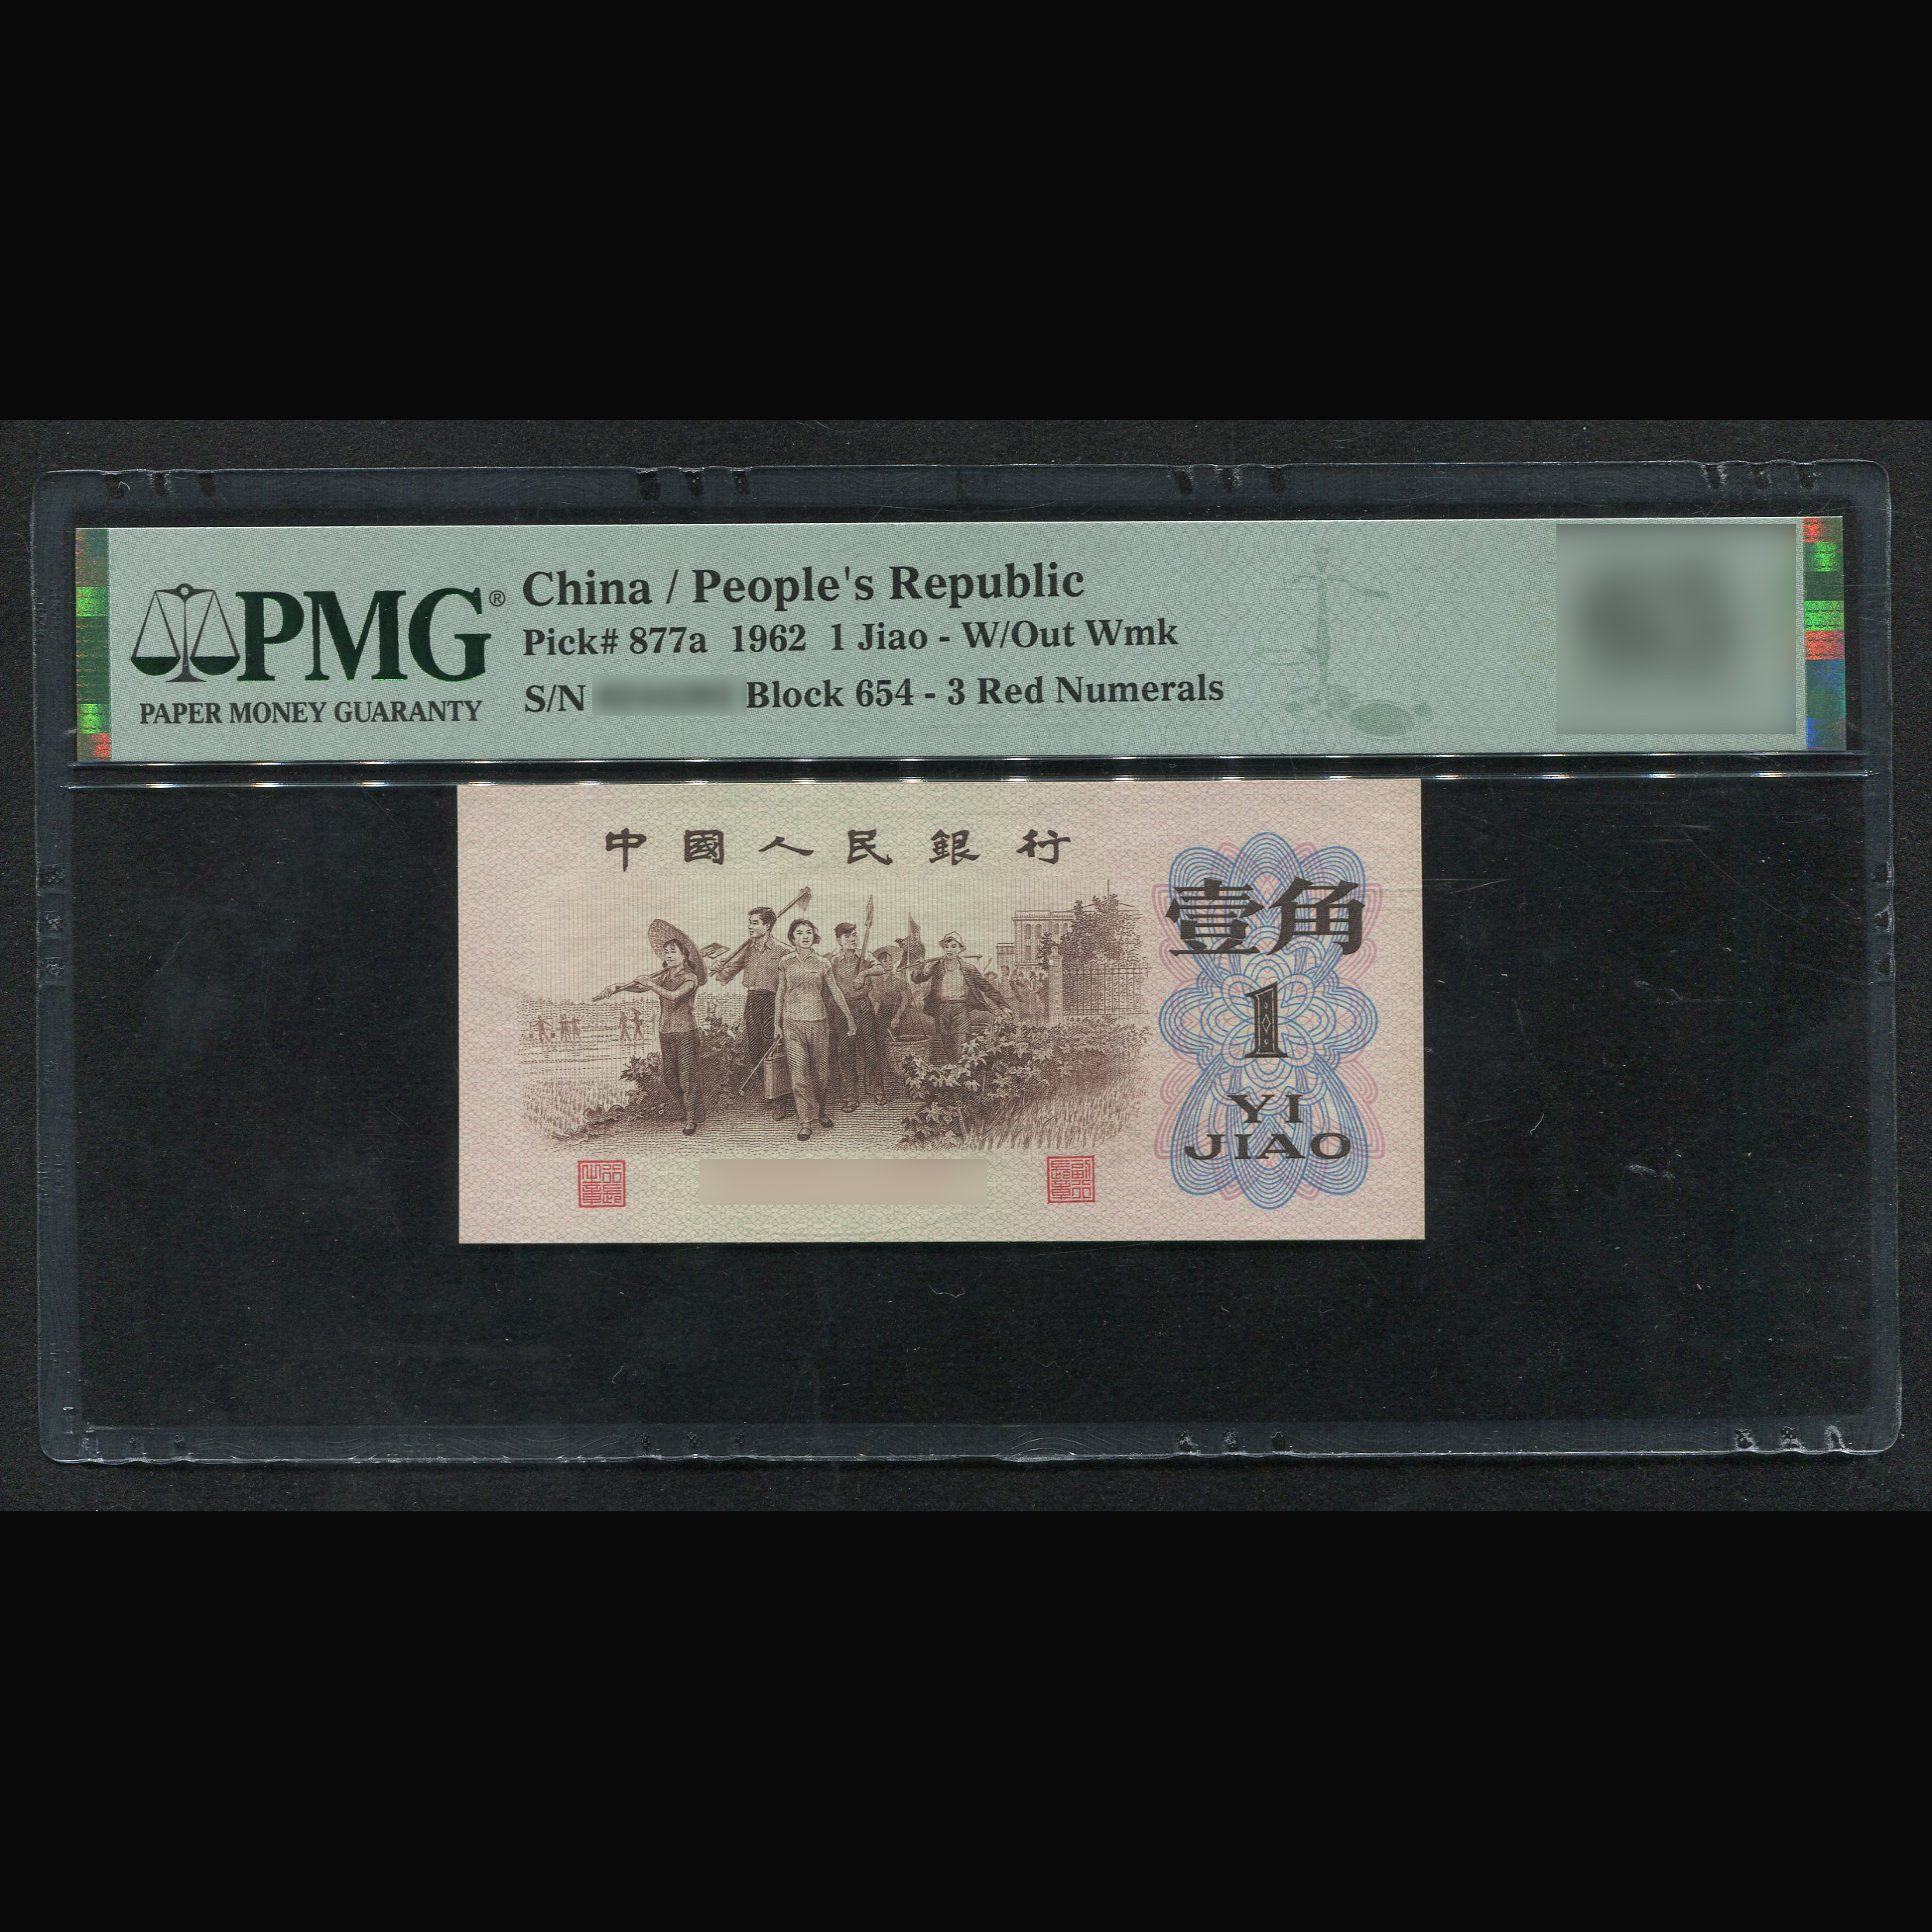 PMG®
PAPER MONEY GUARANTY
China / People's Republic
Pick# 877a 1962 1 Jiao - W/Out Wmk
S/N Block 654 - 3 Red Numerals
中國人民銀行
壹角
1
YI
JIAO